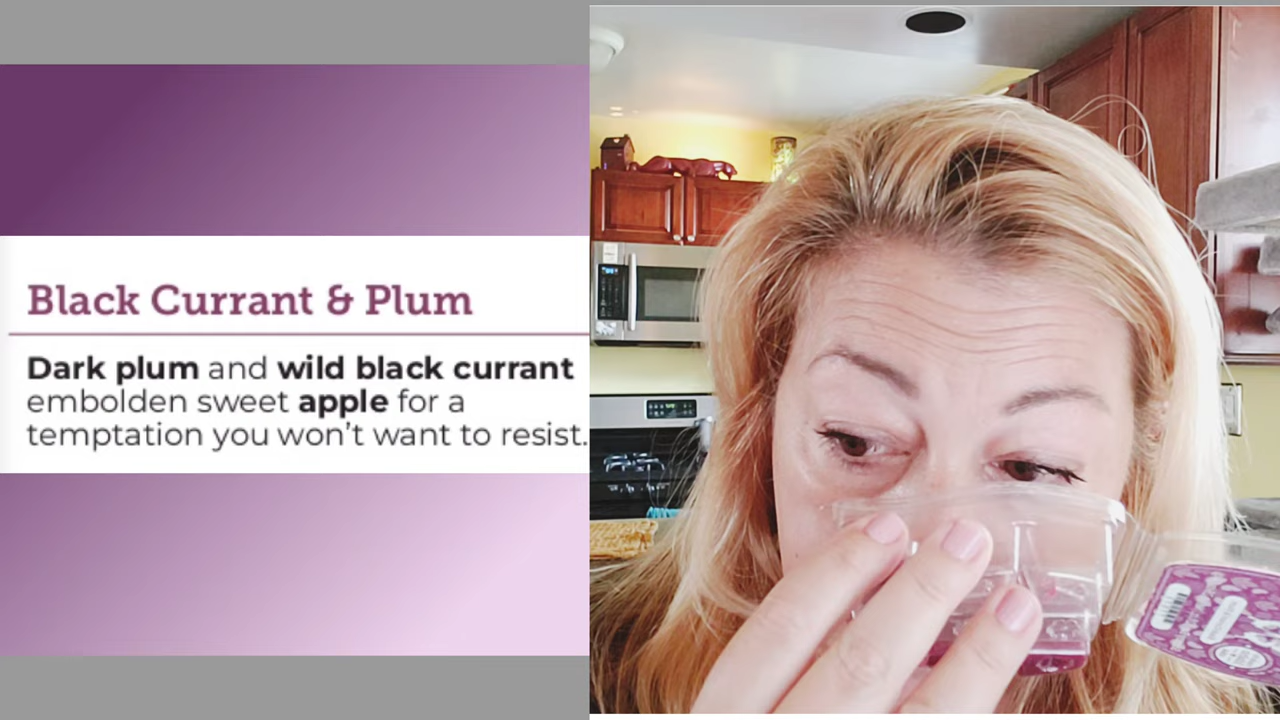 Black Currant & Plum
Dark plum and wild black currant
embolden sweet apple for a
temptation you won't want to resist.